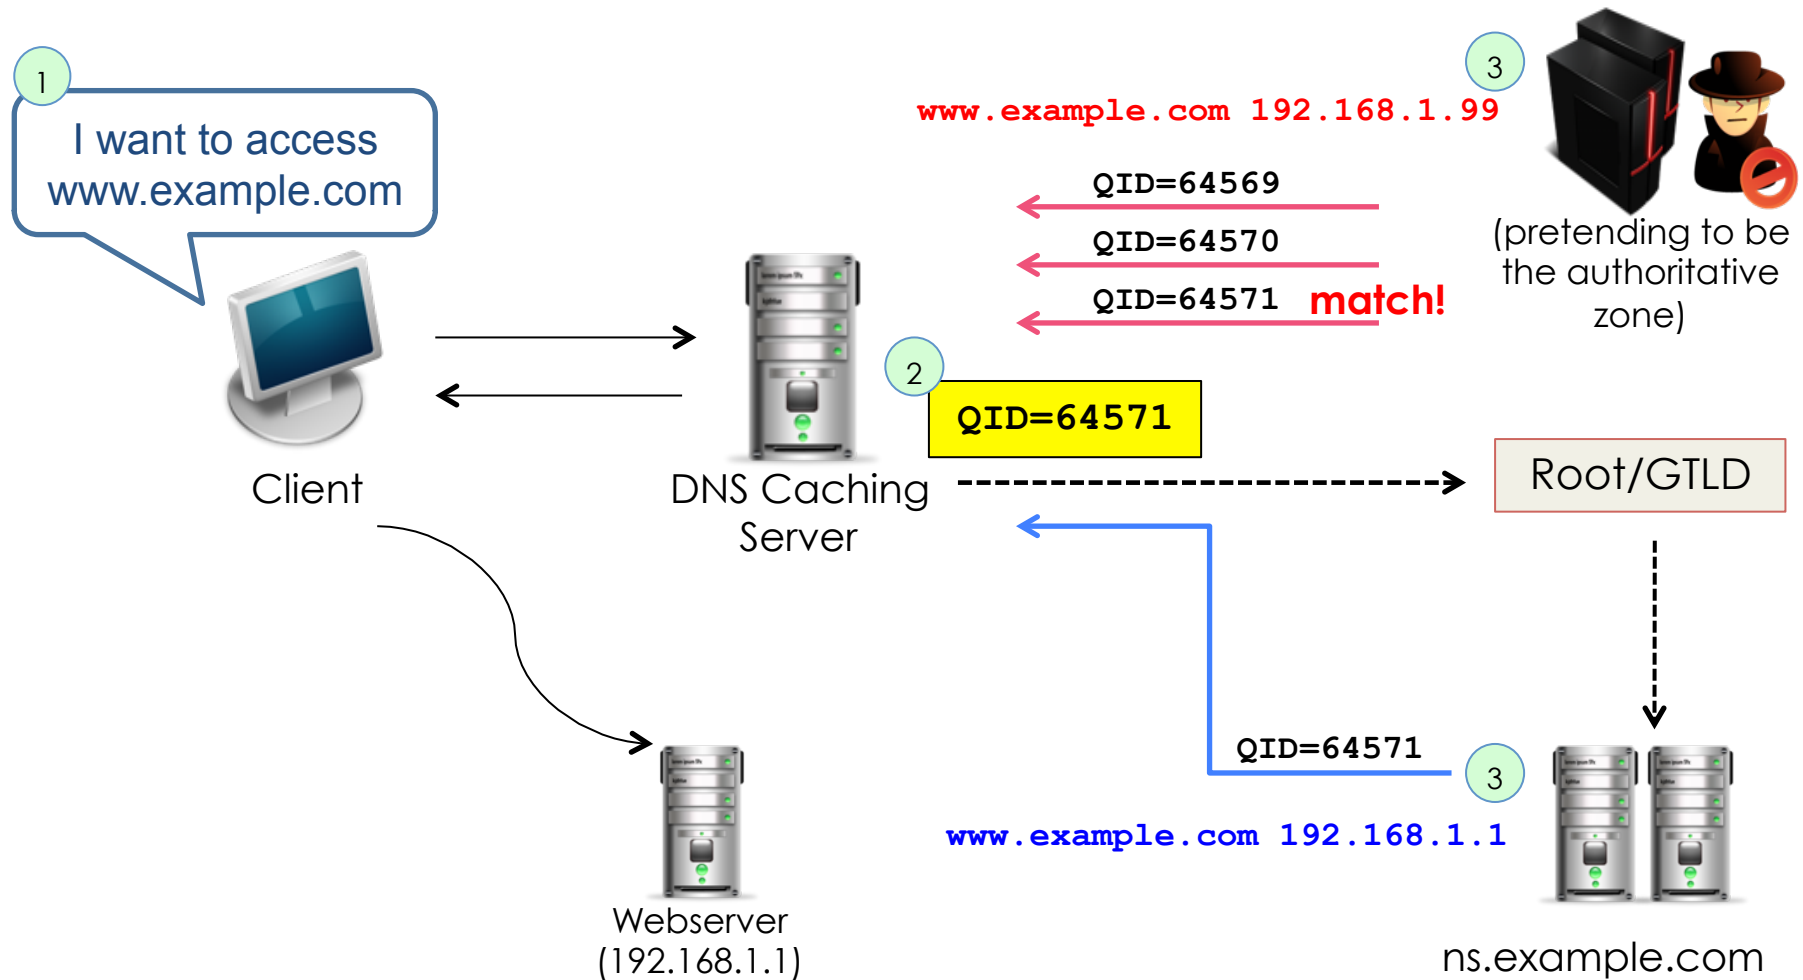 1
I want to access
www.example.com
3
www.example.com 192.168.1.99
QID=64569
QID=64570
QID=64571 match!
(pretending to be
the authoritative
zone)
2
QID=64571
Client
DNS Caching
Server
Root/GTLD
QID=64571
3
www.example.com 192.168.1.1
Webserver
(192.168.1.1)
ns.example.com